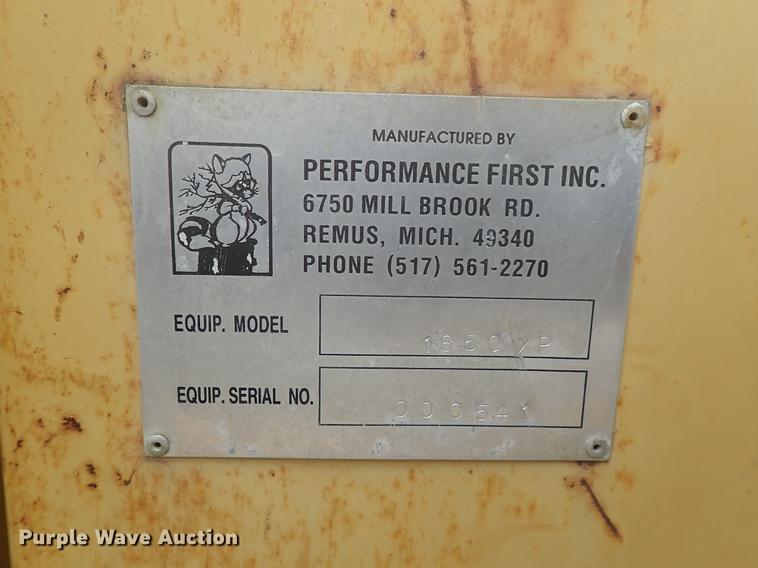 MANUFACTURED BY
PERFORMANCE FIRST INC.
6750 MILL BROOK RD.
REMUS, MICH. 49340
PHONE (517) 561-2270
EQUIP. MODEL
EQUIP. SERIAL NO. 000541
Purple Wave Auction®